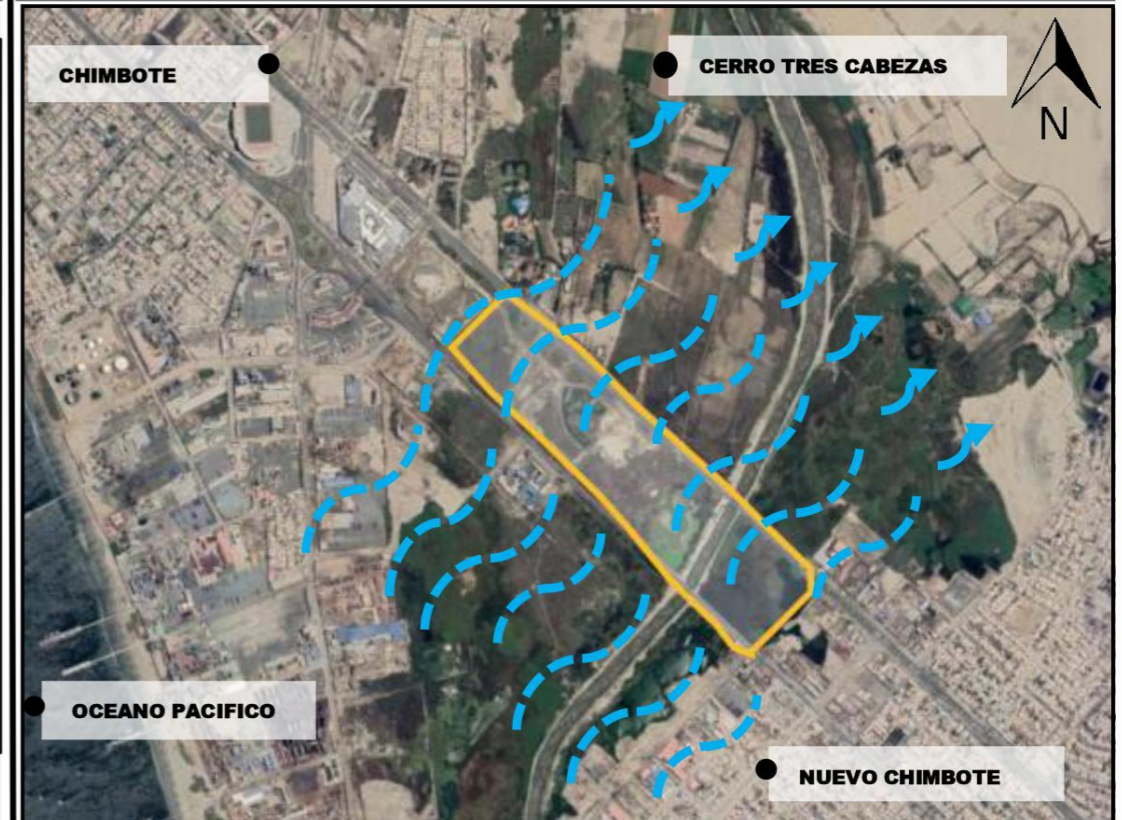 CHIMBOTE
CERRO TRES CABEZAS
N
OCEANO PACIFICO
NUEVO CHIMBOTE